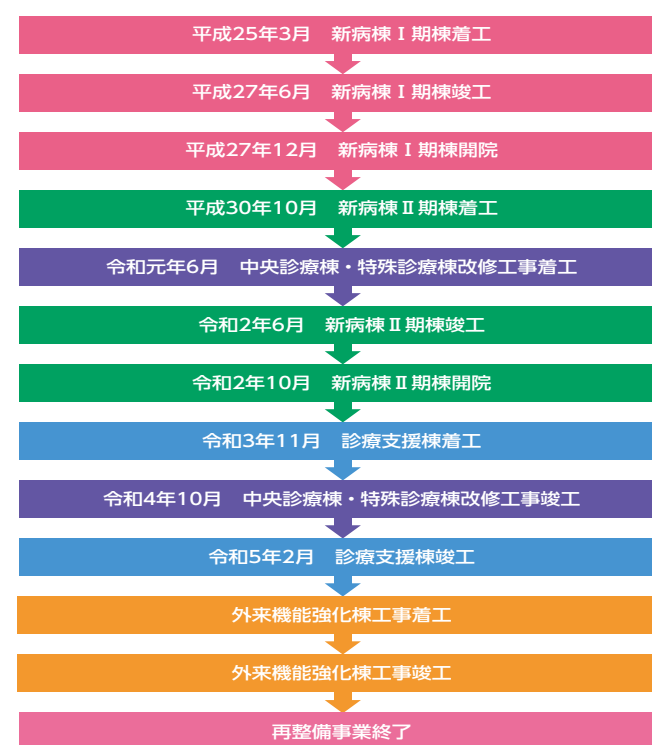 平成25年3月　新病棟Ⅰ期棟着工
平成27年6月　新病棟Ⅰ期棟竣工
平成27年12月　新病棟Ⅰ期棟開院
平成30年10月　新病棟Ⅱ期棟着工
令和元年6月　中央診療棟・特殊診療棟改修工事着工
令和2年6月　新病棟Ⅱ期棟竣工
令和2年10月　新病棟Ⅱ期棟開院
令和3年11月　診療支援棟着工
令和4年10月　中央診療棟・特殊診療棟改修工事竣工
令和5年2月　診療支援棟竣工
外来機能強化棟工事着工
外来機能強化棟工事竣工
再整備事業終了